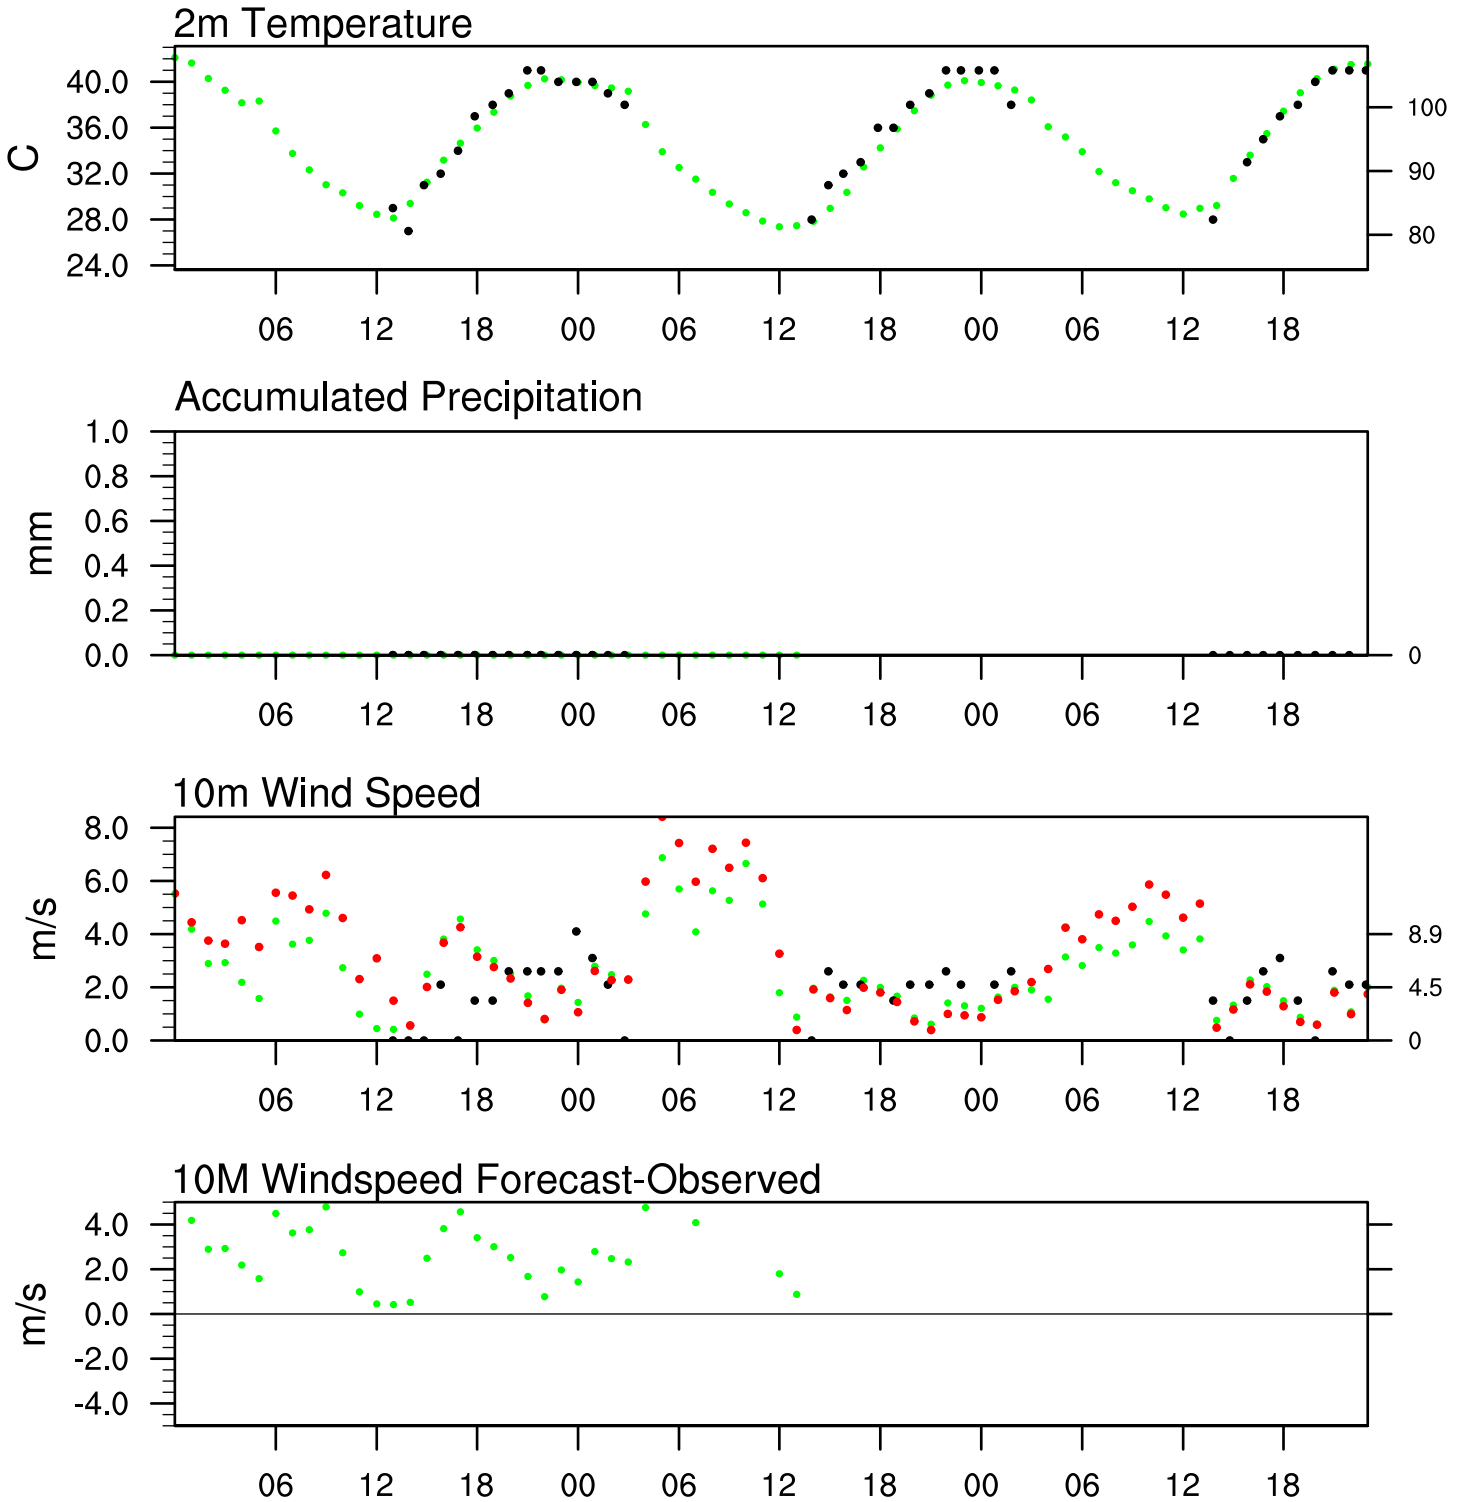 2m Temperature
C
40.0
36.0
32.0
28.0
24.0
100
90
80
06 12 18 00 06 12 18 00 06 12 18
Accumulated Precipitation
mm
1.0
0.8
0.6
0.4
0.2
0.0
0
06 12 18 00 06 12 18 00 06 12 18
10m Wind Speed
m/s
8.0
6.0
4.0
2.0
0.0
8.9
4.5
0
06 12 18 00 06 12 18 00 06 12 18
10M Windspeed Forecast-Observed
m/s
4.0
2.0
0.0
-2.0
-4.0
06 12 18 00 06 12 18 00 06 12 18